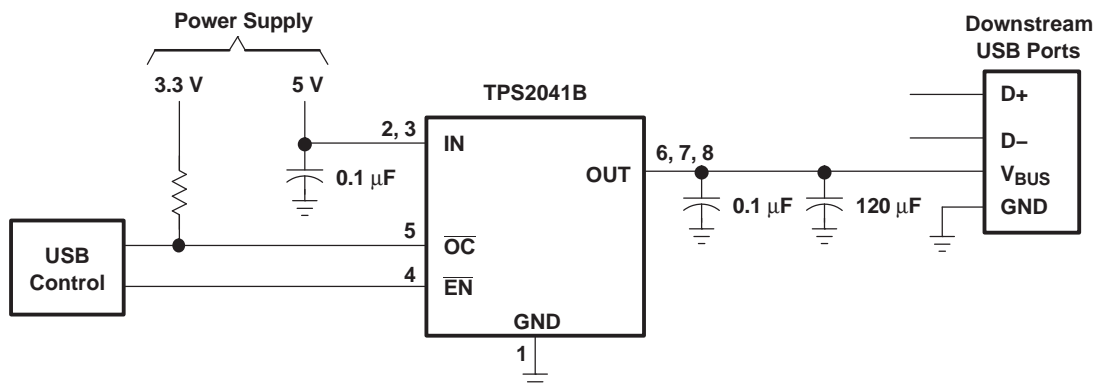 Power Supply
3.3 V
5 V
Downstream
USB Ports
TPS2041B
2, 3
IN
0.1 μF
OUT
6, 7, 8
0.1 μF
120 μF
D+
D−
V_BUS
GND
USB
Control
5
OC
4
EN
GND
1